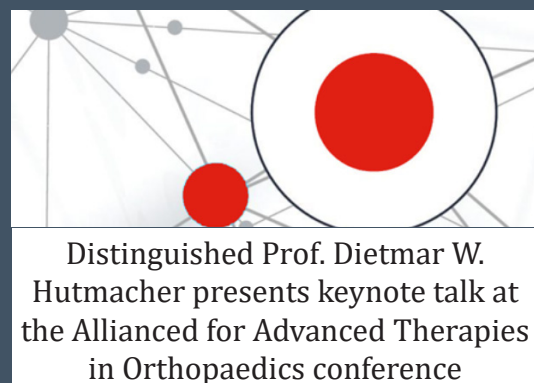 Distinguished Prof. Dietmar W.
Hutmacher presents keynote talk at
the Allianced for Advanced Therapies
in Orthopaedics conference